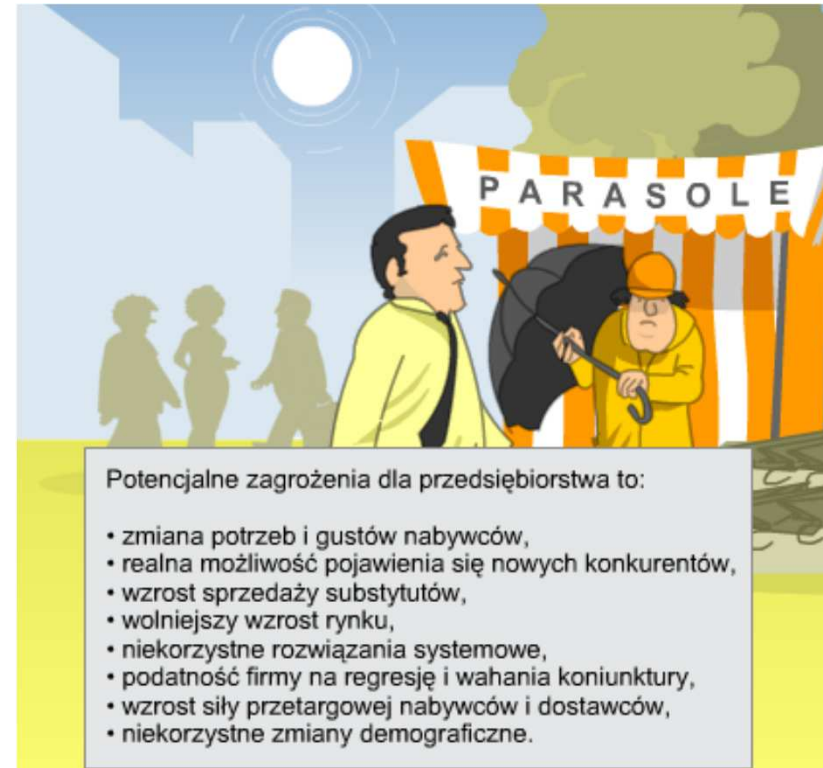 PARASOLE
Potencjalne zagrożenia dla przedsiębiorstwa to:
• zmiana potrzeb i gustów nabywców,
• realna możliwość pojawienia się nowych konkurentów,
• wzrost sprzedaży substytutów,
• wolniejszy wzrost rynku,
• niekorzystne rozwiązania systemowe,
• podatność firmy na regresję i wahania koniunktury,
• wzrost siły przetargowej nabywców i dostawców,
• niekorzystne zmiany demograficzne.